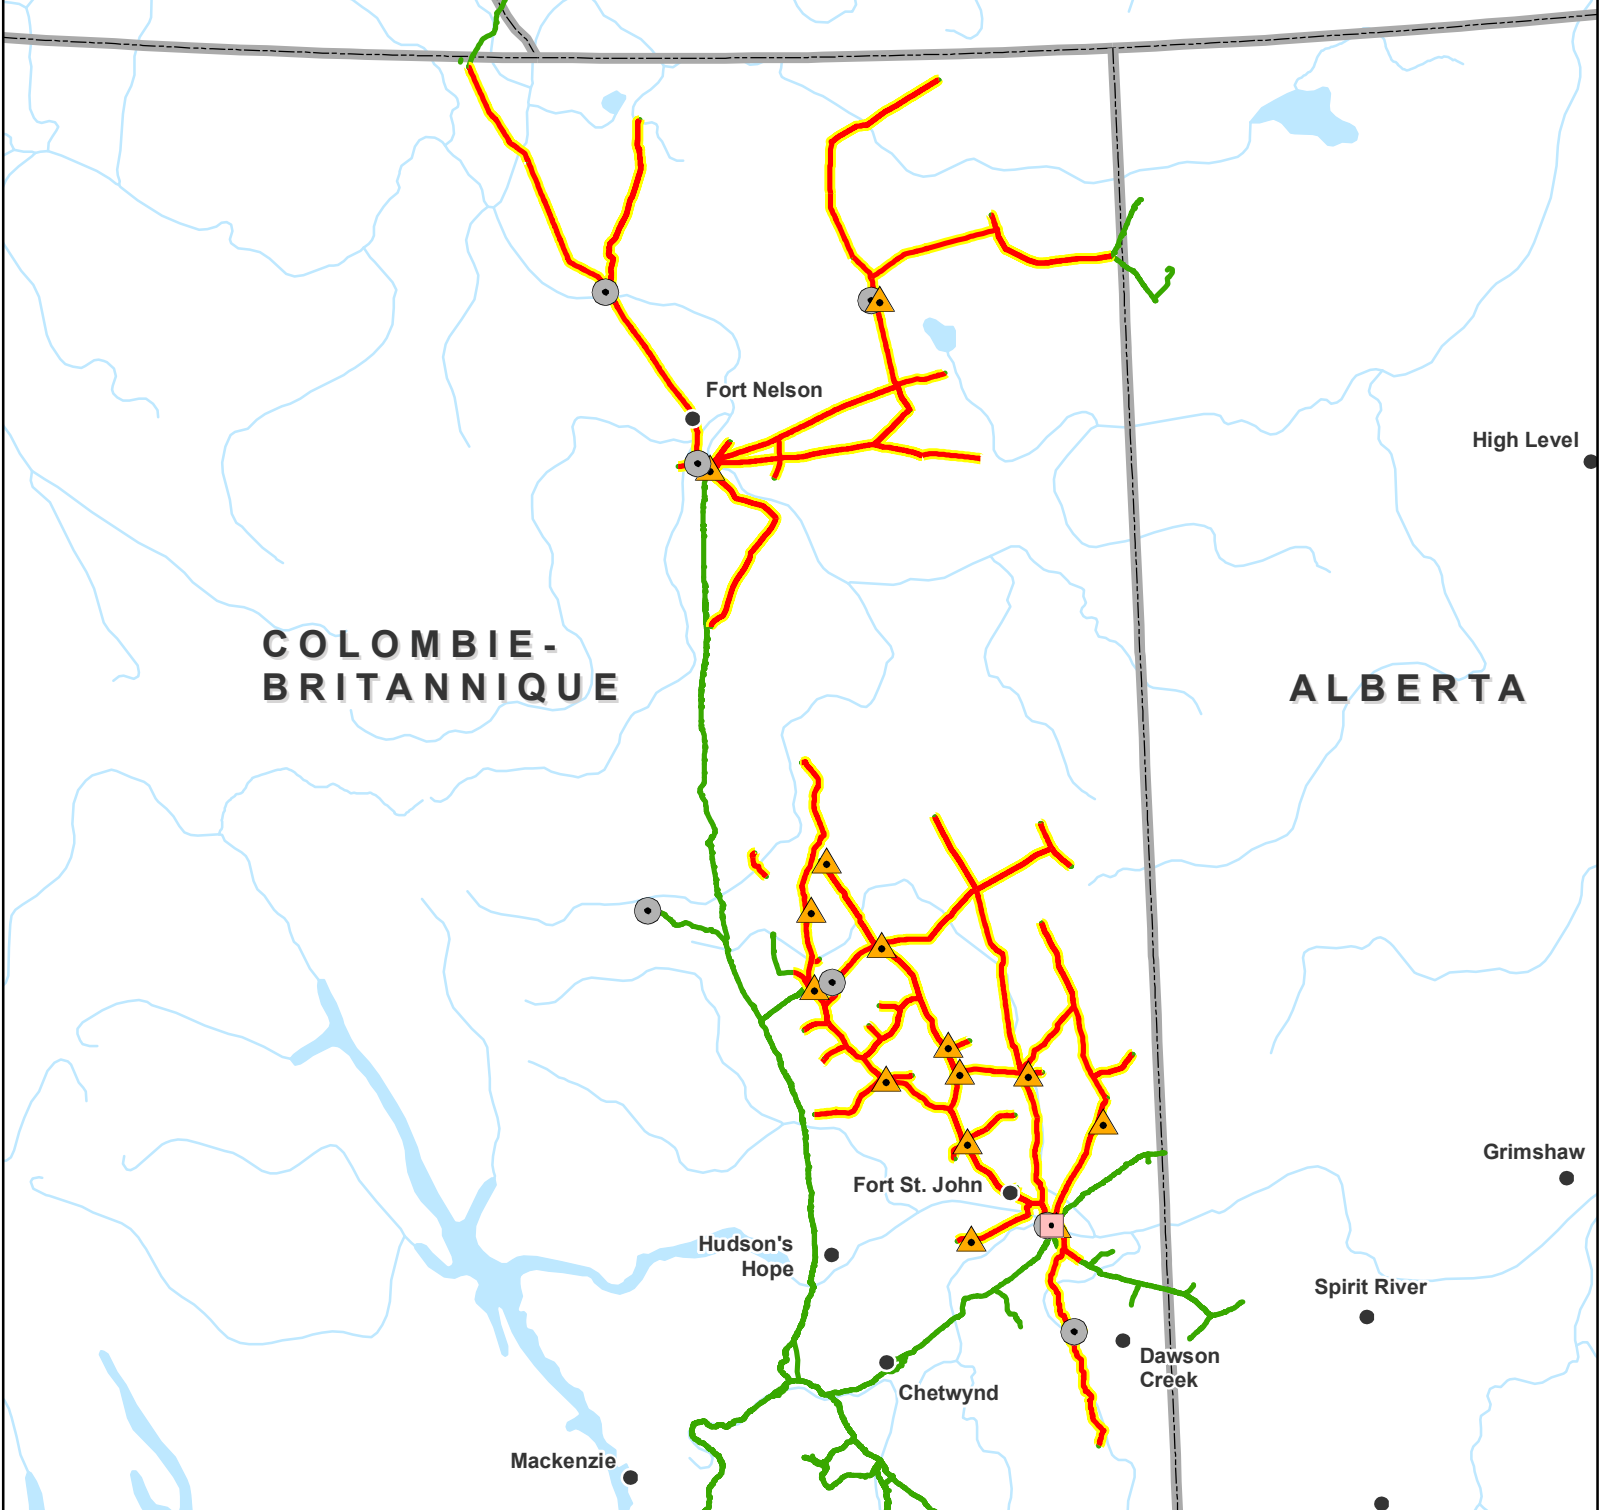 Fort Nelson
High Level
COLOMBIE-
BRITANNIQUE
ALBERTA
Grimshaw
Fort St. John
Hudson's
Hope
Spirit River
Dawson
Creek
Chetwynd
Mackenzie